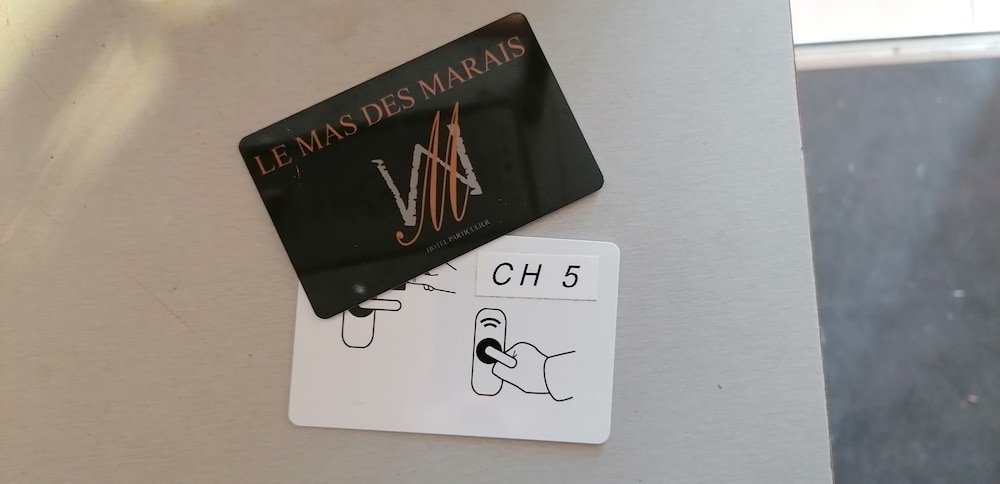 LE MAS DES MARAIS
M
HOTEL PARTICULIER
CH 5